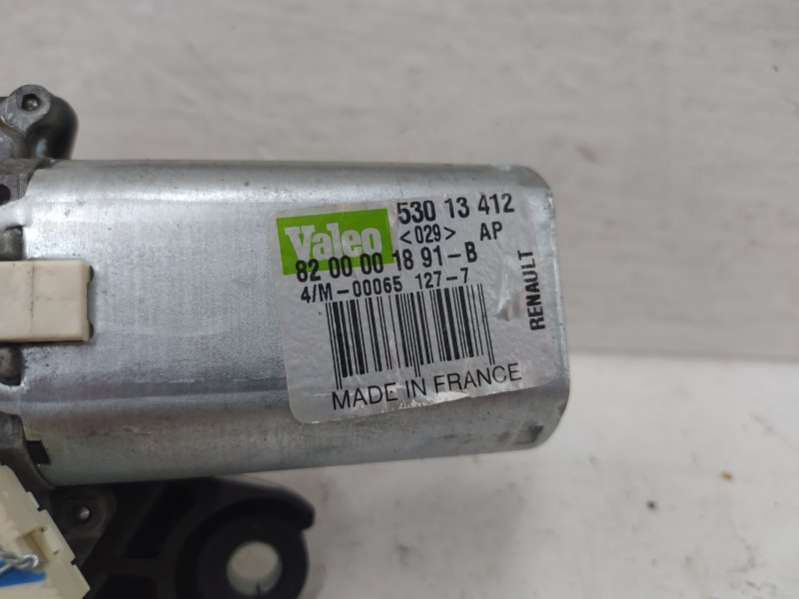 Valeo
530 13 412
<029> AP
82 00 00 18 91-B
4/M-00065 127-7
RENAULT
MADE IN FRANCE